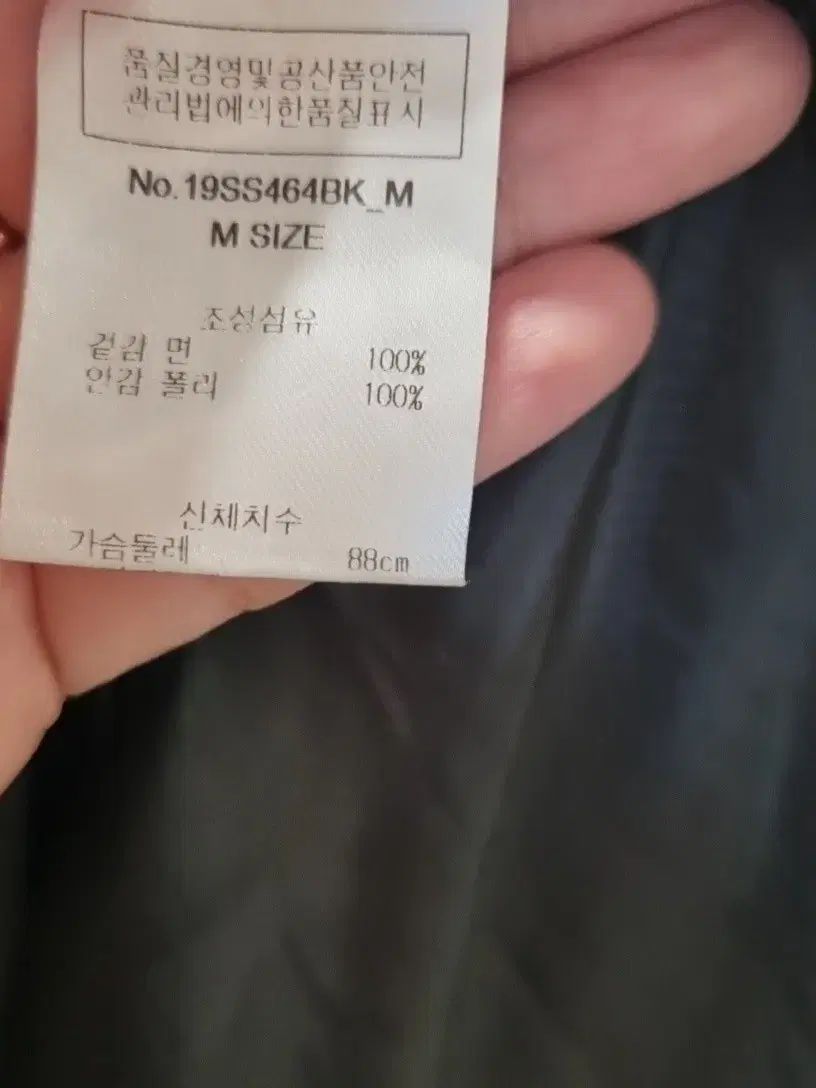 품질경영및공산품안전
관리법에의한품질표시
No.19SS464BK_M
M SIZE
조성섬유
겉감 면 100%
안감 폴리 100%
신체치수
가슴둘레 88cm